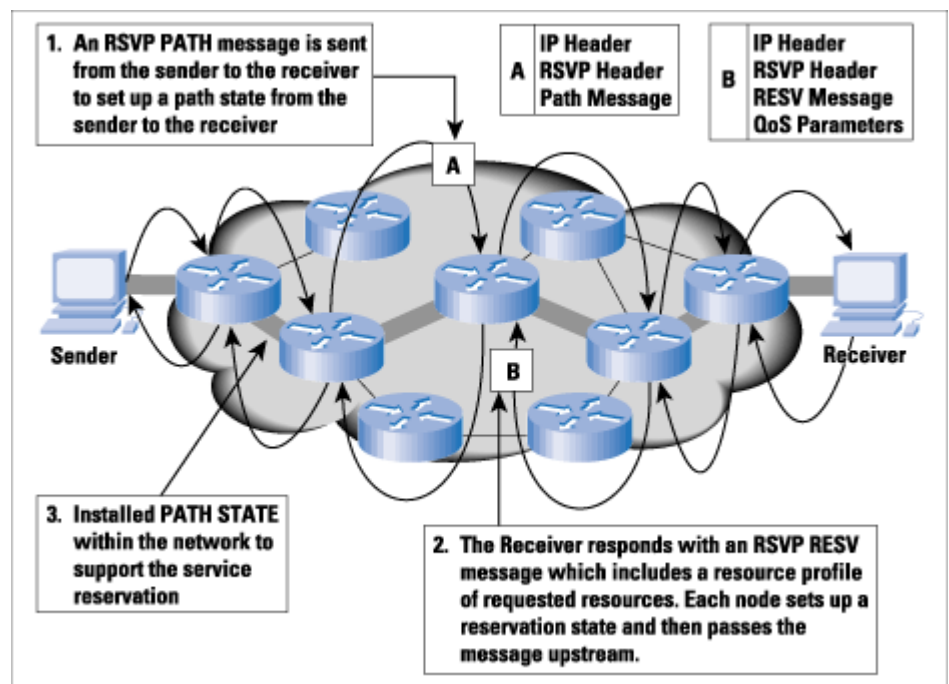 1. An RSVP PATH message is sent
from the sender to the receiver
to set up a path state from the
sender to the receiver
A
IP Header
RSVP Header
Path Message
B
IP Header
RSVP Header
RESV Message
QoS Parameters
A
Sender
Receiver
B
3. Installed PATH STATE
within the network to
support the service
reservation
2. The Receiver responds with an RSVP RESV
message which includes a resource profile
of requested resources. Each node sets up a
reservation state and then passes the
message upstream.